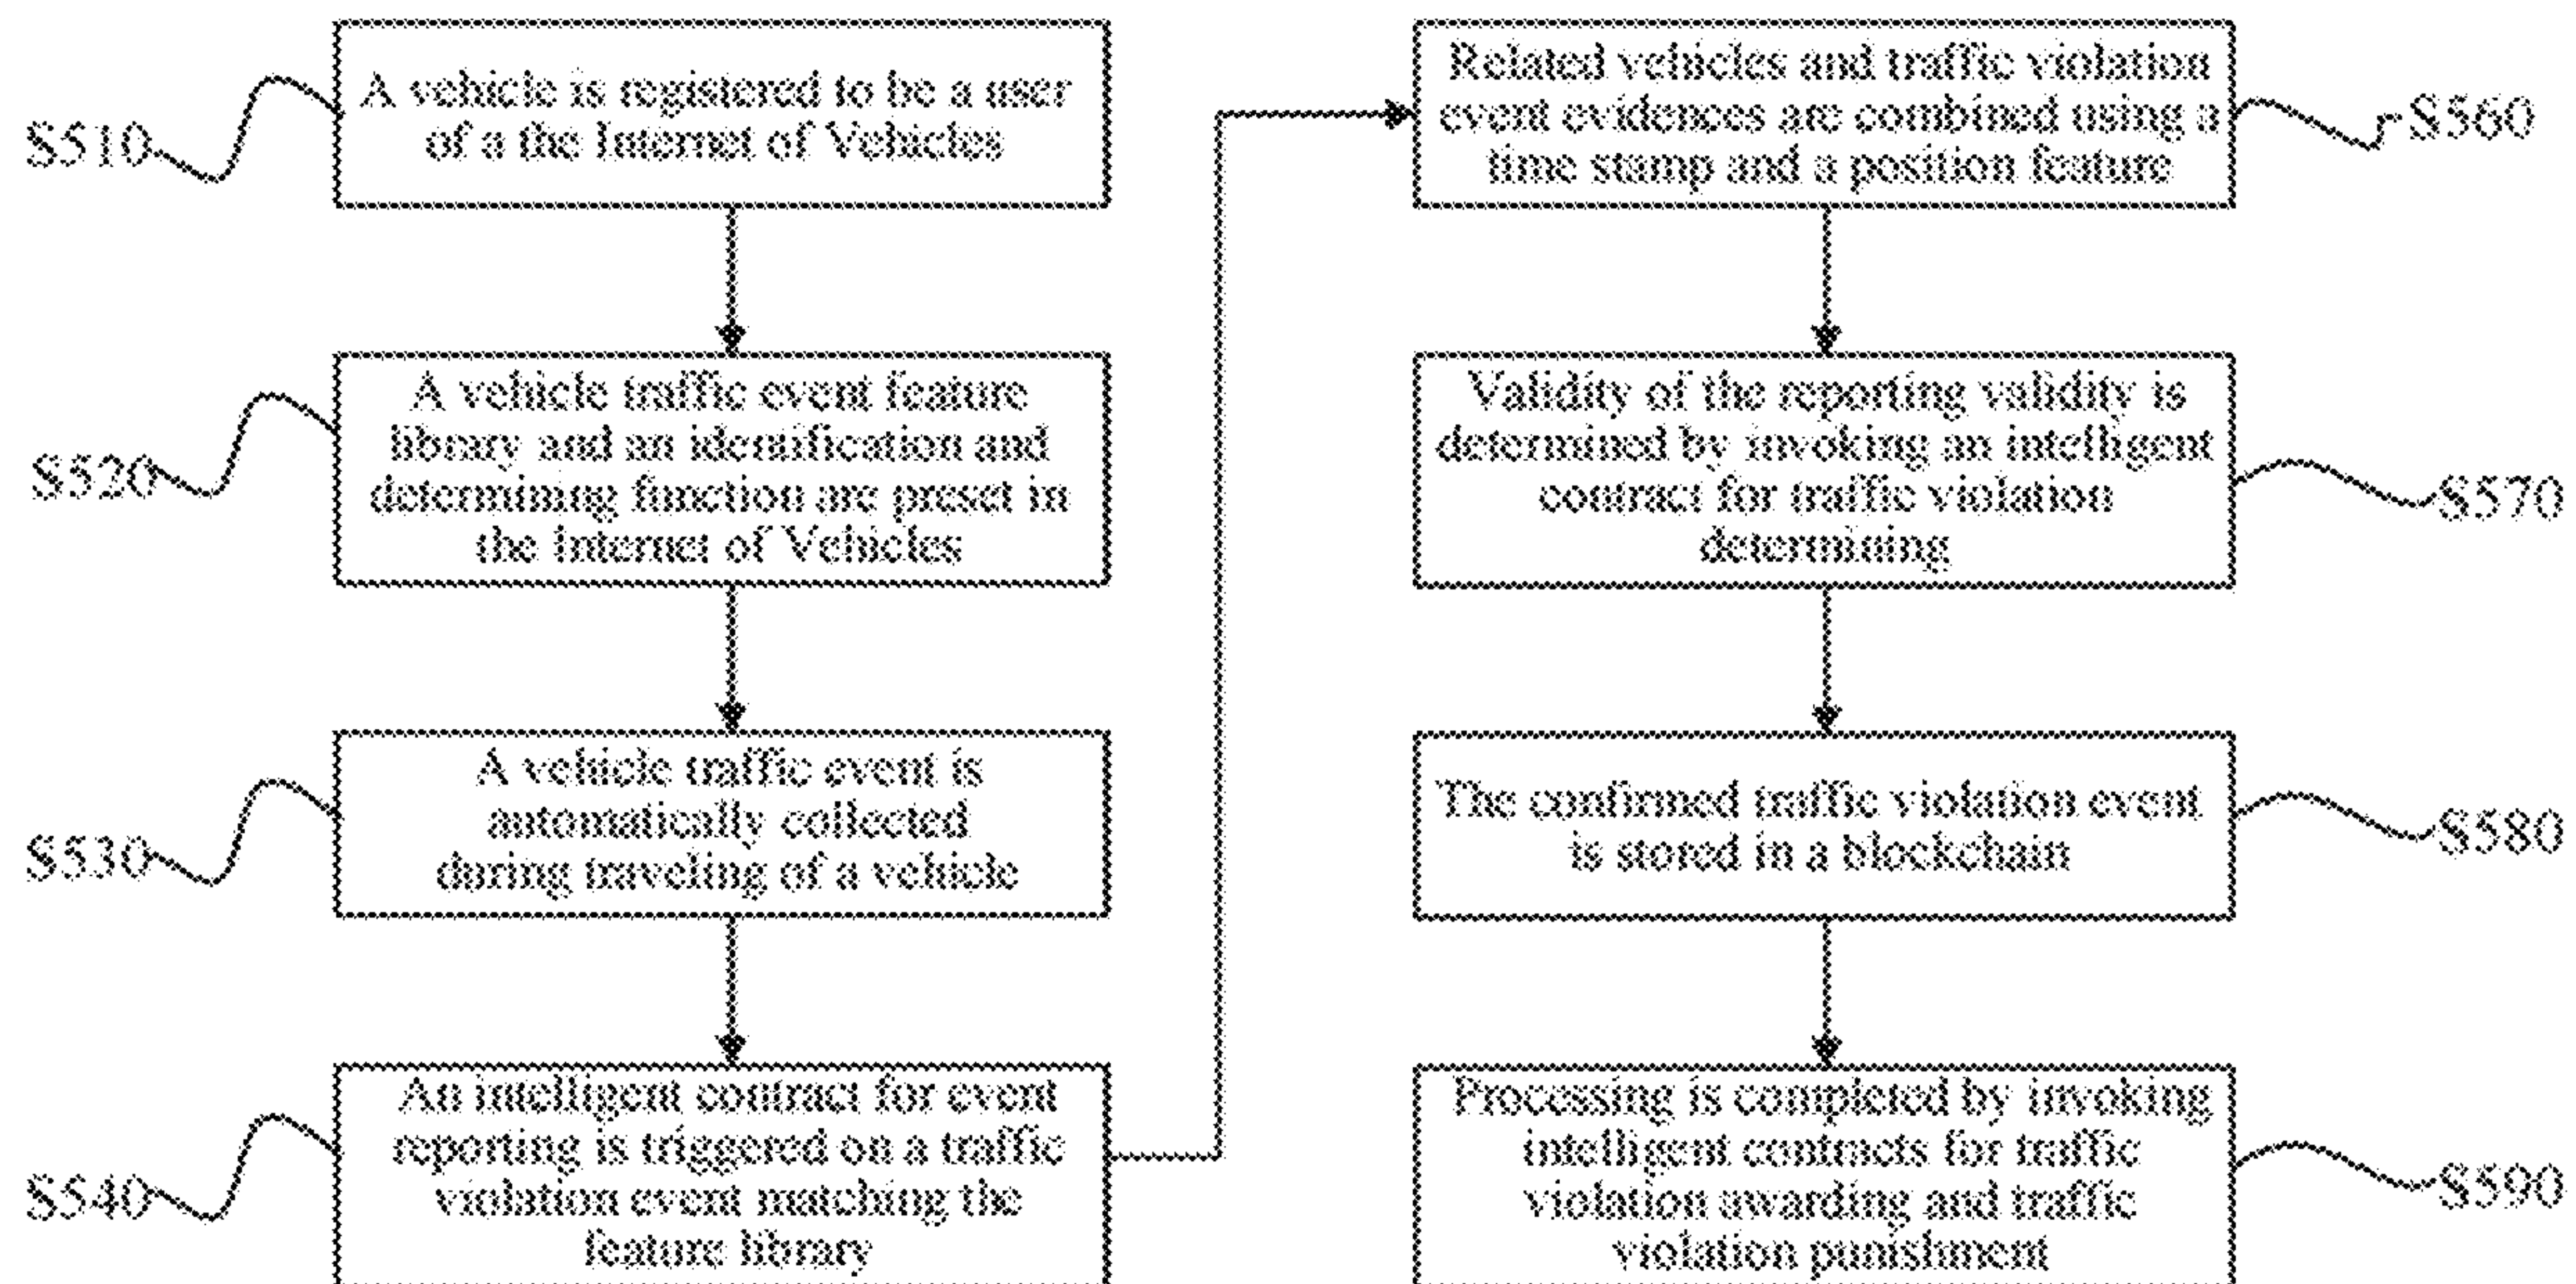 S510
A vehicle is registered to be a user
of a the Internet of Vehicles
S520
A vehicle traffic event feature
library and an identification and
determining function are preset in
the Internet of Vehicles
S530
A vehicle traffic event is
automatically collected
during traveling of a vehicle
S540
An intelligent contract for event
reporting is triggered on a traffic
violation event matching the
feature library
Related vehicles and traffic violation
event evidences are combined using a
time stamp and a position feature
S560
Validity of the reporting validity is
determined by invoking an intelligent
contract for traffic violation
determining
S570
The confirmed traffic violation event
is stored in a blockchain
S580
Processing is completed by invoking
intelligent contracts for traffic
violation awarding and traffic
violation punishment
S590